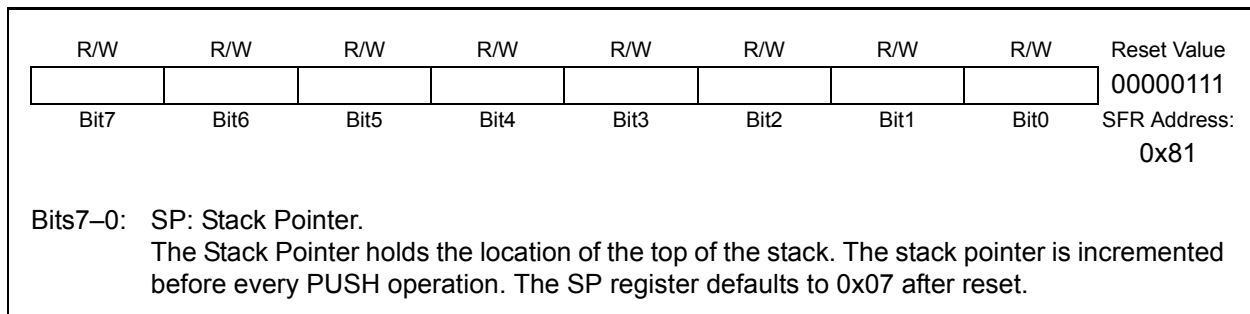 R/W R/W R/W R/W R/W R/W R/W R/W Reset Value
00000111
Bit7 Bit6 Bit5 Bit4 Bit3 Bit2 Bit1 Bit0 SFR Address:
0x81
Bits7–0: SP: Stack Pointer.
The Stack Pointer holds the location of the top of the stack. The stack pointer is incremented
before every PUSH operation. The SP register defaults to 0x07 after reset.